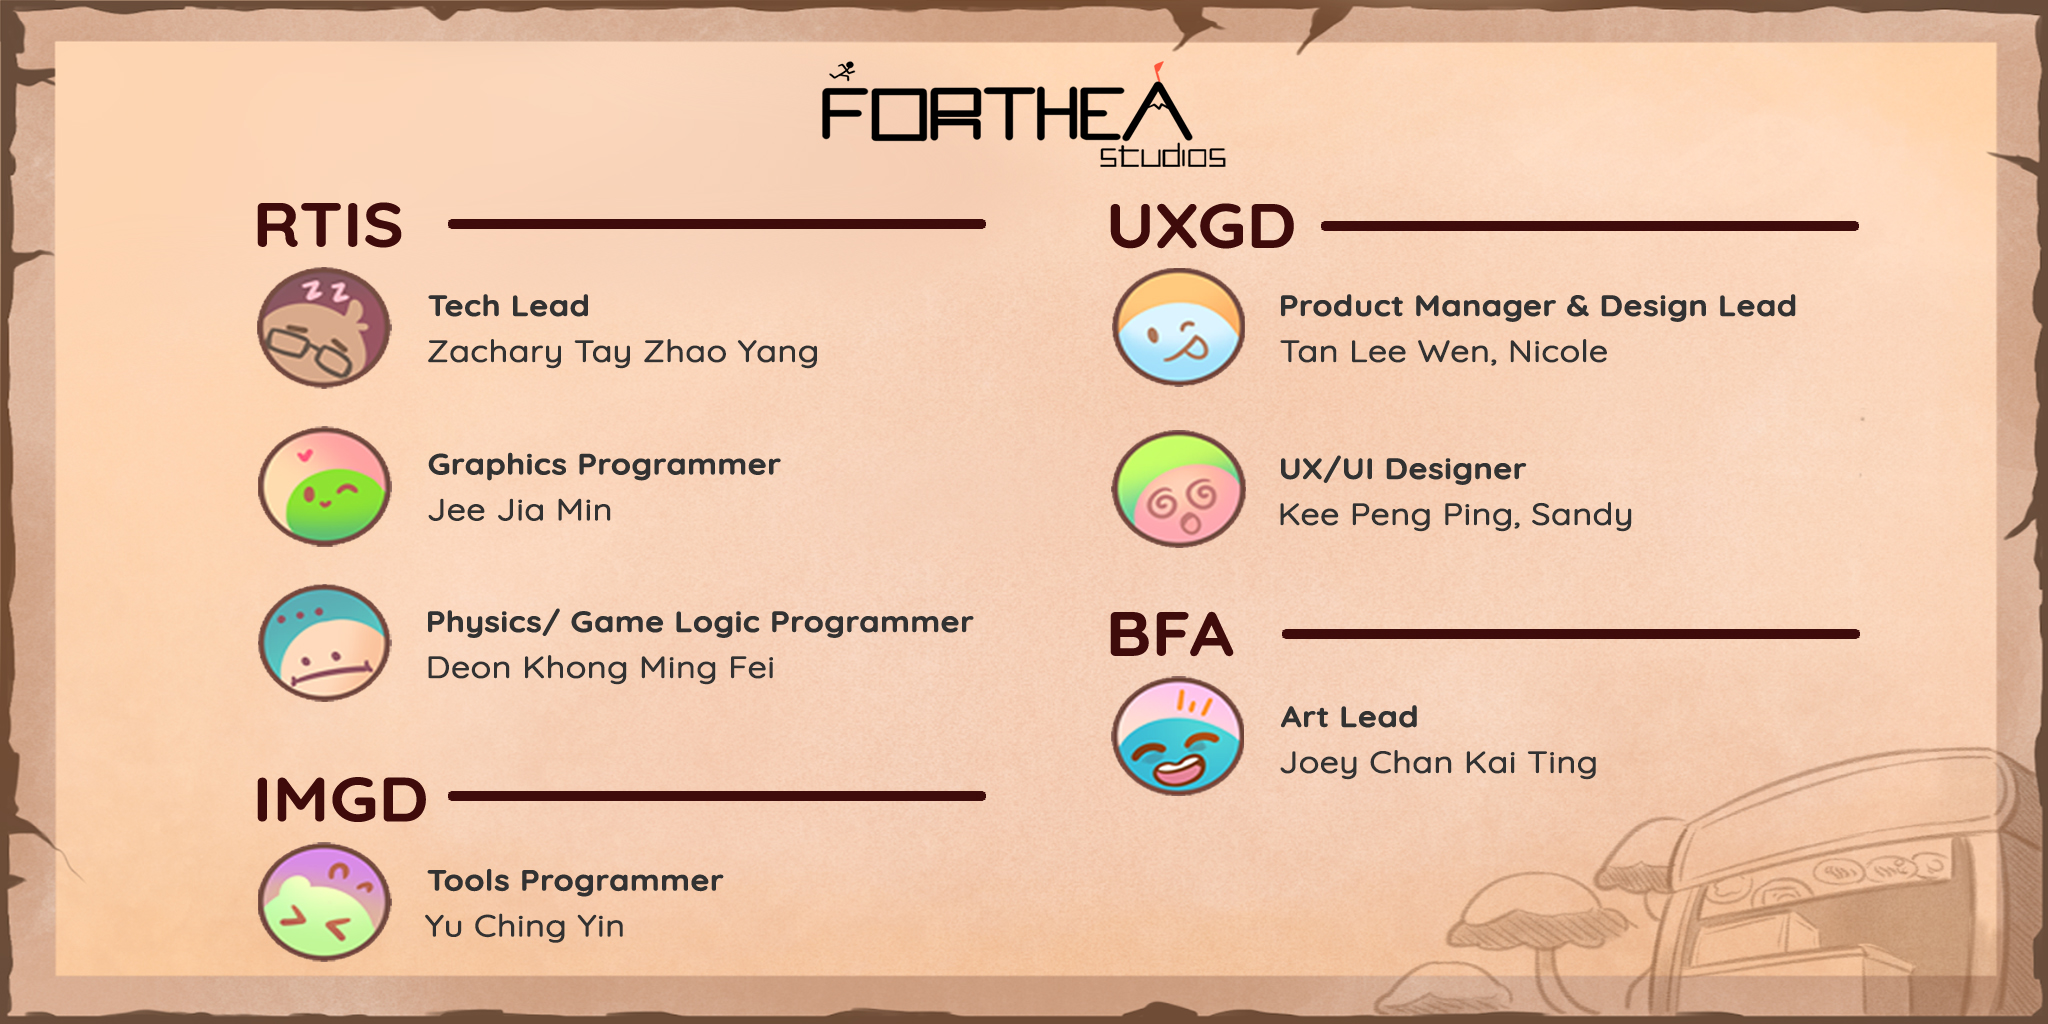 FORTHEA
studios
RTIS
Z Z
Tech Lead
Zachary Tay Zhao Yang
Graphics Programmer
Jee Jia Min
Physics/ Game Logic Programmer
Deon Khong Ming Fei
IMGD
Tools Programmer
Yu Ching Yin
UXGD
Product Manager & Design Lead
Tan Lee Wen, Nicole
UX/UI Designer
Kee Peng Ping, Sandy
BFA
Art Lead
Joey Chan Kai Ting